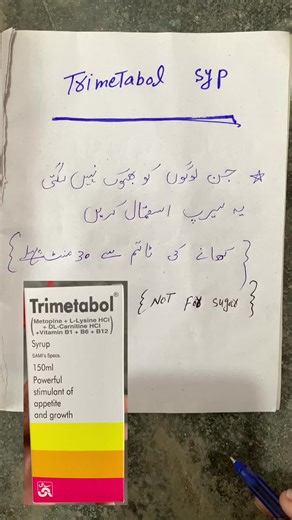 Trimetabol syp
★ جن لوگوں کو بھوک نہیں لگتی
یہ سیرپ استعمال کریں
{ کھانے کی ٹائم سے 30 منٹ پہلے }
{ NOT For sugar }
Trimetabol®
(Metopine + L-Lysine HCl
+ DL-Carnitine HCl
+Vitamin B1 + B6 + B12)
Syrup
SAMI's Specs.
150ml
Powerful
stimulant of
appetite
and growth